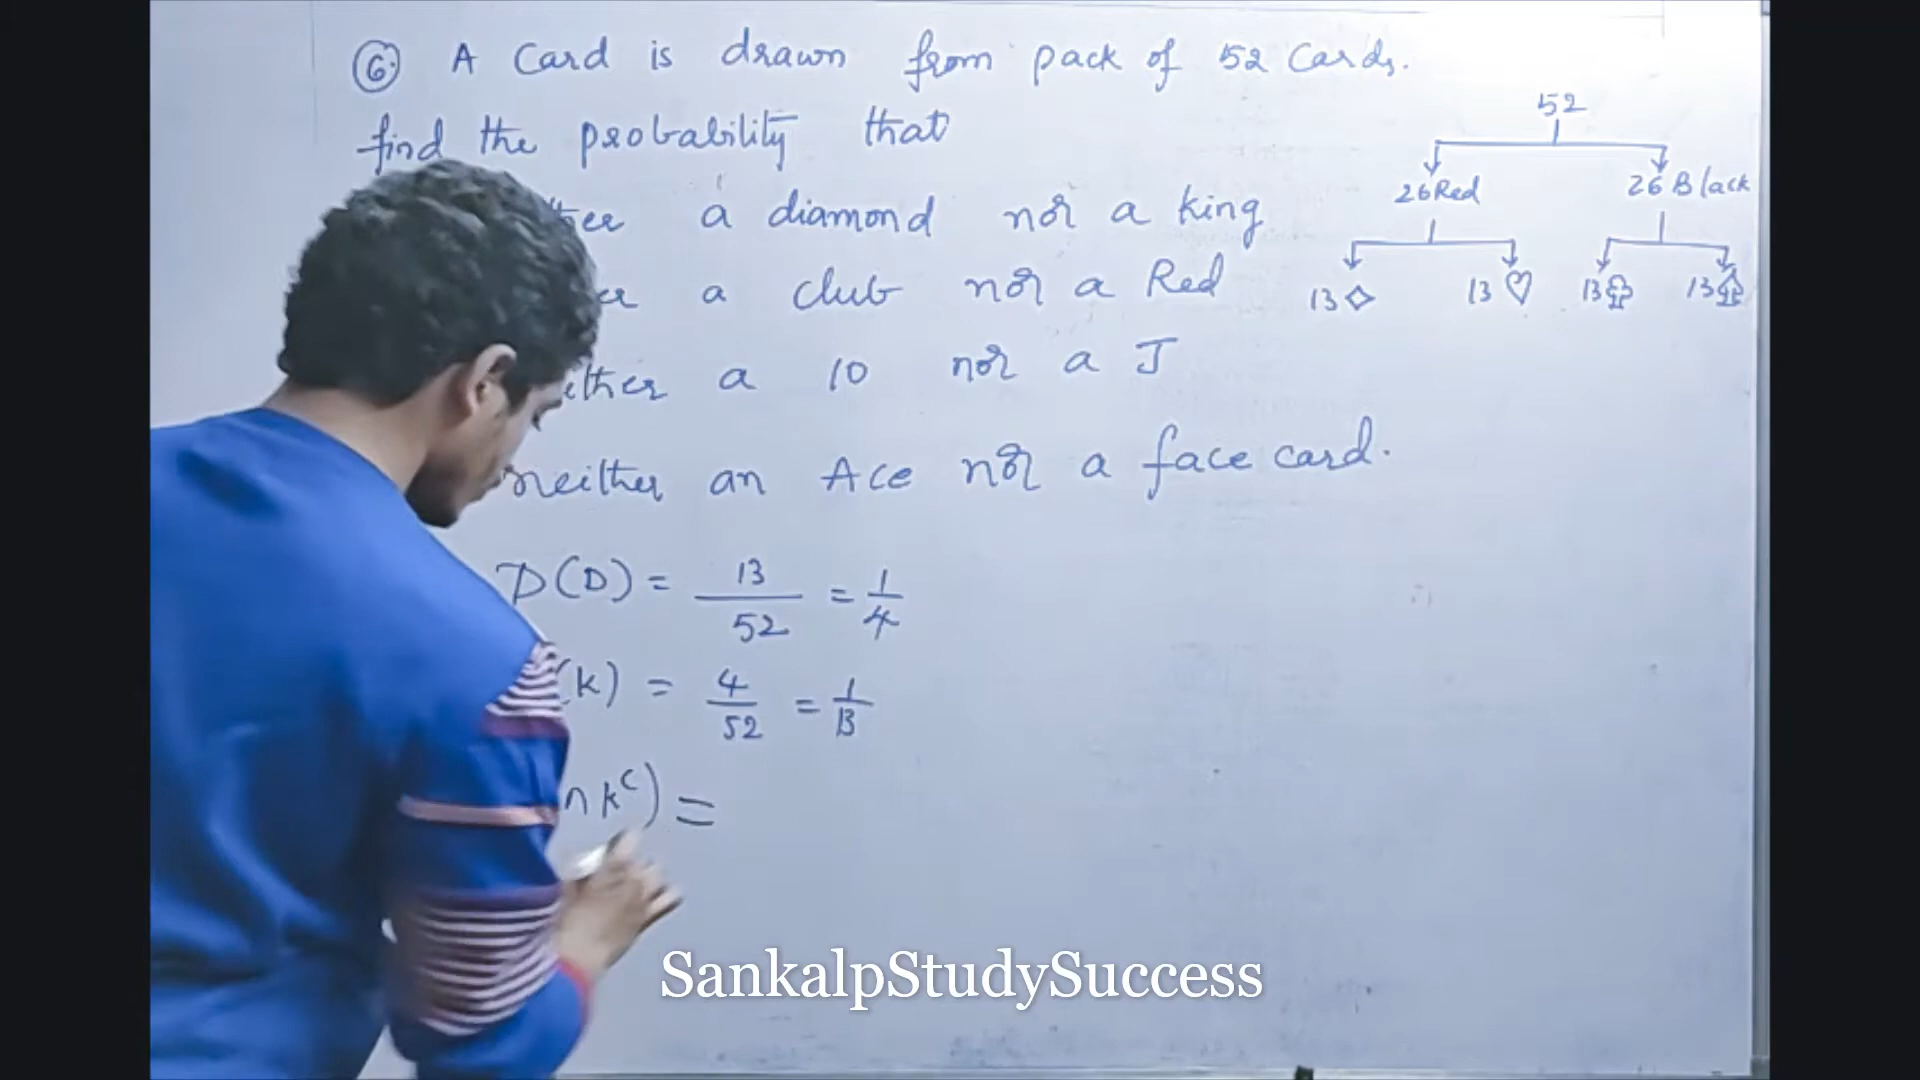 6. A Card is drawn from pack of 52 Cards.
find the probability that
a diamond nor a king
a club nor a Red
a 10 nor a J
neither an Ace nor a face card.
52
26 Red 26 Black
13 ♢ 13 ♡ 13 ♧ 13 ♤
P(D) = 13/52 = 1/4
(K) = 4/52 = 1/13
∩ K^C) =
SankalpStudySuccess